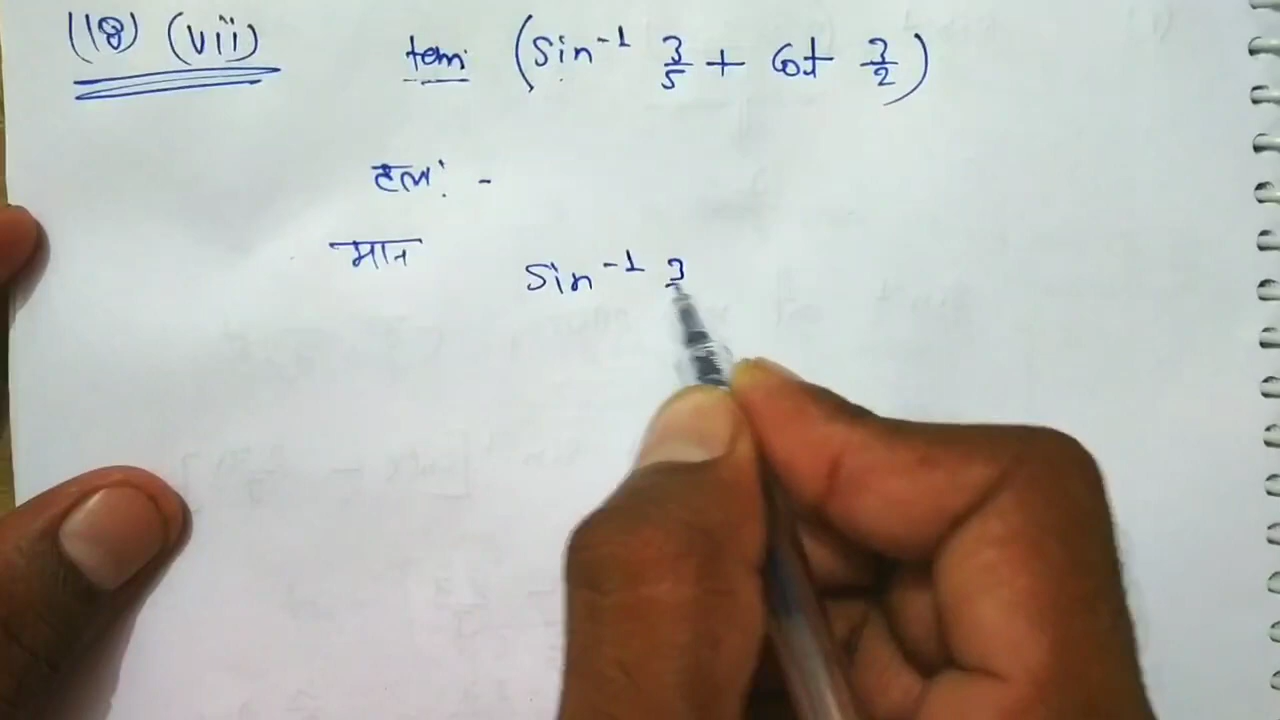 (18) (vii) tan (Sin⁻¹ 3/5 + Cot 3/2)
हल: -
मान Sin⁻¹ 3